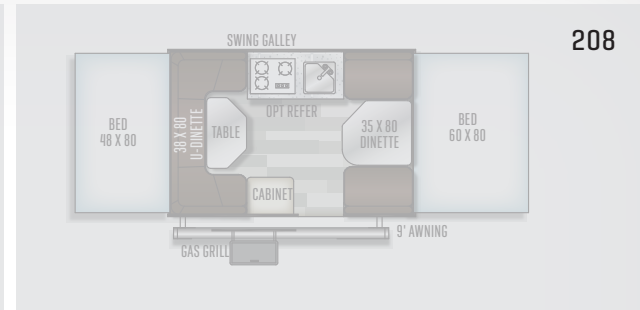 208
SWING GALLEY
OPT REFER
BED
48 X 80
38 X 80
U-DINETTE
TABLE
35 X 80
DINETTE
BED
60 X 80
CABINET
9' AWNING
GAS GRILL